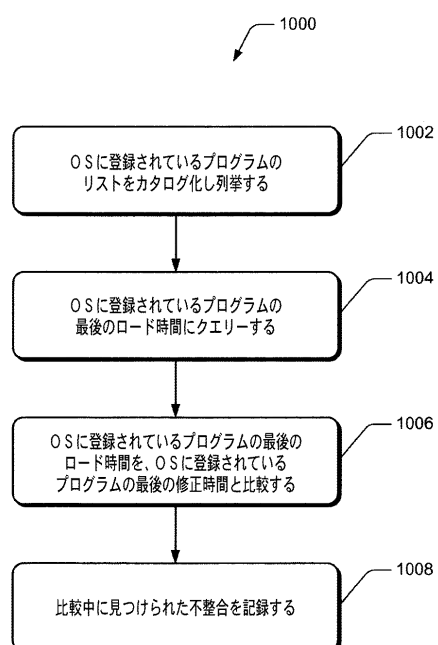 1000
1002
OSに登録されているプログラムの
リストをカタログ化し列挙する
1004
OSに登録されているプログラムの
最後のロード時間にクエリーする
1006
OSに登録されているプログラムの最後の
ロード時間を、OSに登録されている
プログラムの最後の修正時間と比較する
1008
比較中に見つけられた不整合を記録する